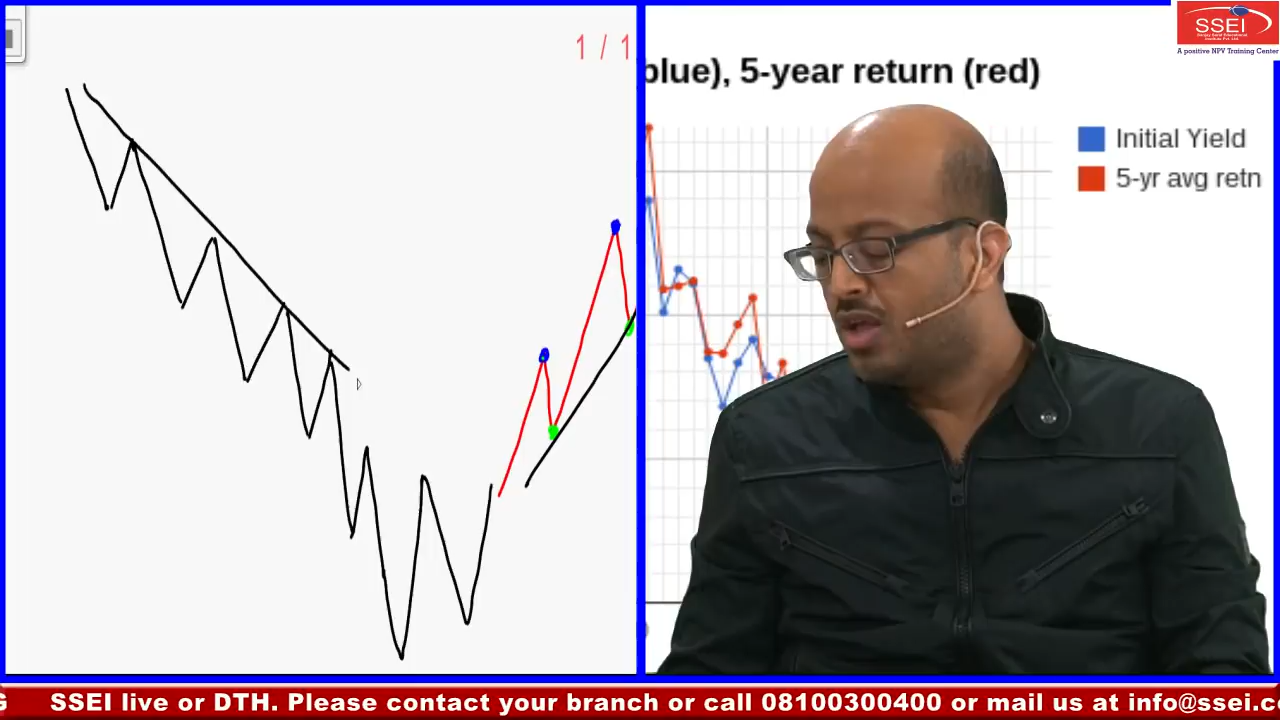 1 / 1
SSEI
A positive NPV Training Center
blue), 5-year return (red)
Initial Yield
5-yr avg retn
SSEI live or DTH. Please contact your branch or call 08100300400 or mail us at info@ssei.c